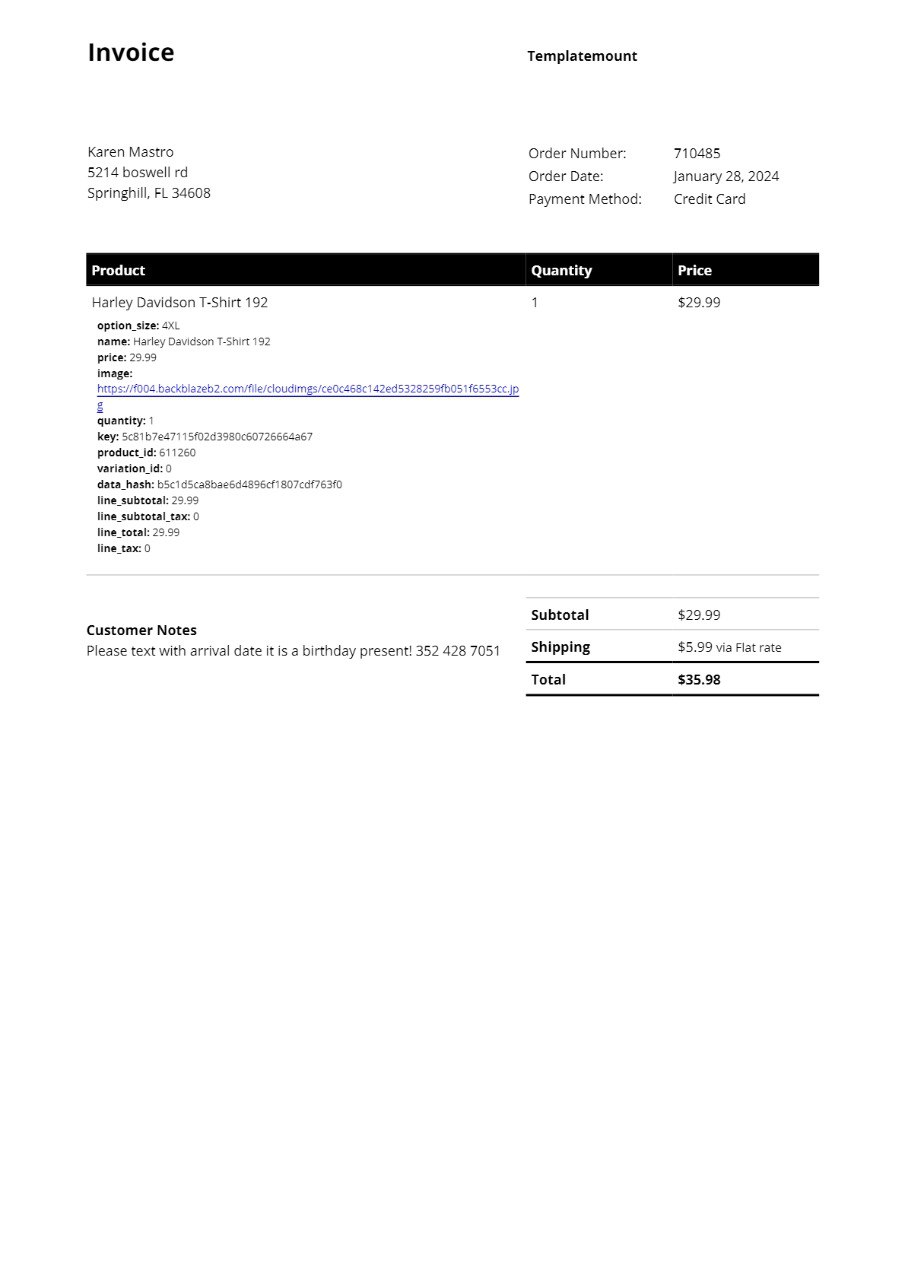 Invoice
Templatemount
Karen Mastro
5214 boswell rd
Springhill, FL 34608
Order Number: 710485
Order Date: January 28, 2024
Payment Method: Credit Card
Product Quantity Price
Harley Davidson T-Shirt 192 1 $29.99
option_size: 4XL
name: Harley Davidson T-Shirt 192
price: 29.99
image:
https://f004.backblazeb2.com/file/cloudimgs/ce0c468c142ed5328259fb051f6553cc.jp
g
quantity: 1
key: 5c81b7e47115f02d3980c60726664a67
product_id: 611260
variation_id: 0
data_hash: b5c1d5ca8bae6d4896cf1807cdf763f0
line_subtotal: 29.99
line_subtotal_tax: 0
line_total: 29.99
line_tax: 0
Customer Notes
Please text with arrival date it is a birthday present! 352 428 7051
Subtotal $29.99
Shipping $5.99 via Flat rate
Total $35.98